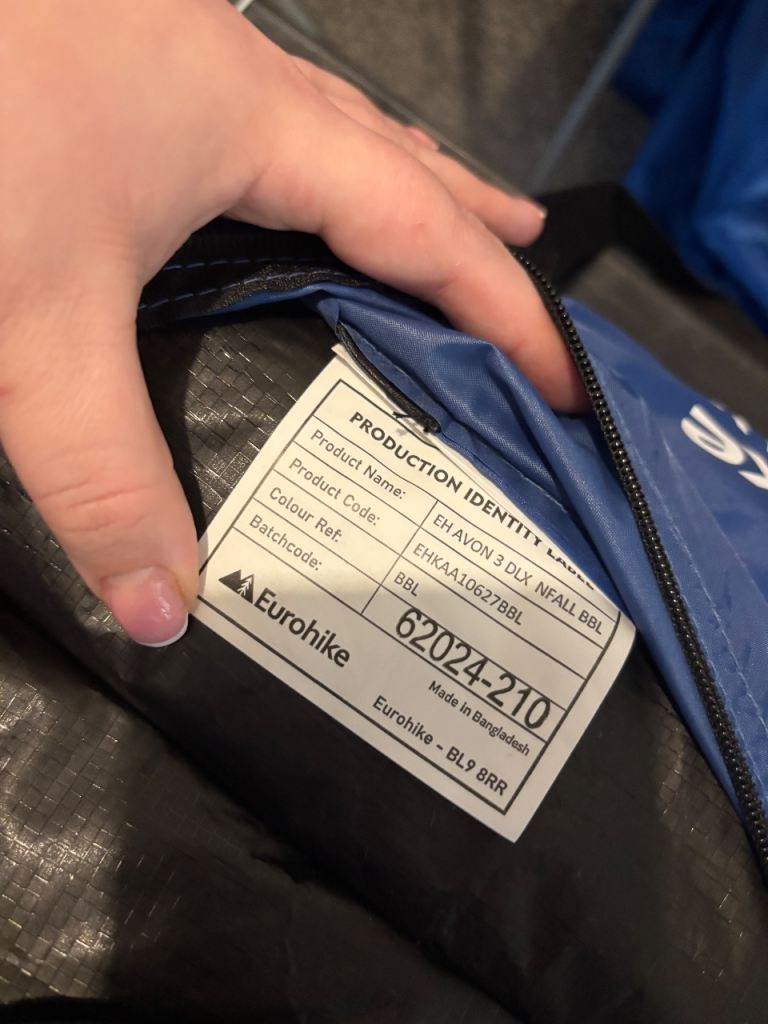 PRODUCTION IDENTITY LABEL
Product Name: EH AVON 3 DLX NFALL BBL
Product Code: EHKAA10627BBL
Colour Ref: BBL
Batchcode: 62024-210
Made in Bangladesh
Eurohike
Eurohike - BL9 8RR